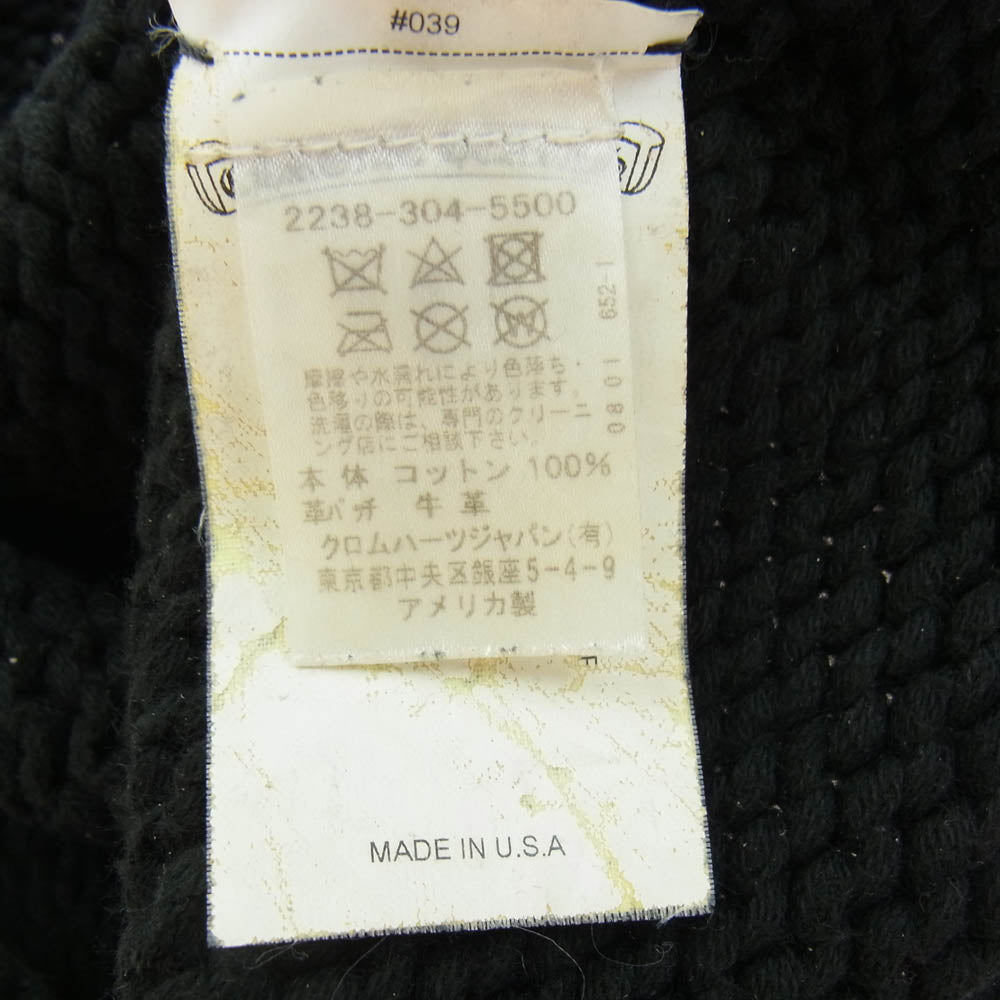 #039
2238-304-5500
652-1
0801
摩擦や水濡れにより色落ち・
色移りの可能性があります。
洗濯の際は、専門のクリーニ
ング店にご相談下さい。
本 体 コットン 100%
革パッチ 牛 革
クロムハーツジャパン(有)
東京都中央区銀座5-4-9
アメリカ製
MADE IN U.S.A